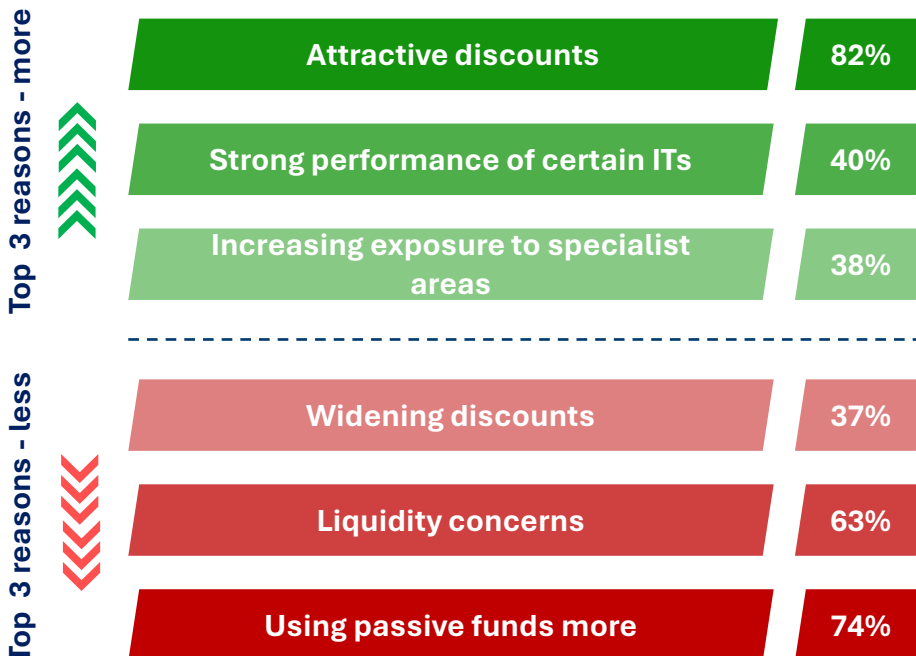 Top 3 reasons - more
Attractive discounts 82%
Strong performance of certain ITs 40%
Increasing exposure to specialist
areas
38%
Top 3 reasons - less
Widening discounts 37%
Liquidity concerns 63%
Using passive funds more 74%